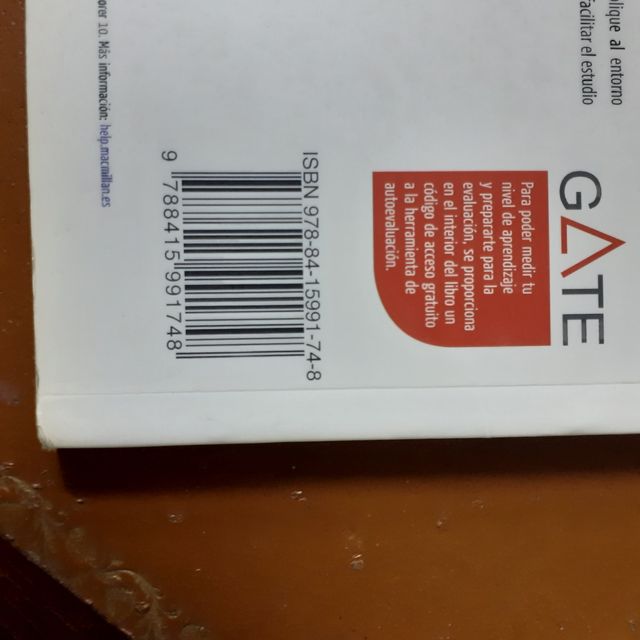 plique al entorno
facilitar el estudio
GATE
Para poder medir tu
nivel de aprendizaje
y prepararte para la
evaluación, se proporciona
en el interior del libro un
código de acceso gratuito
a la herramienta de
autoevaluación.
ISBN 978-84-15991-74-8
9 788415 991748
orer 10. Más información: help.macmillan.es